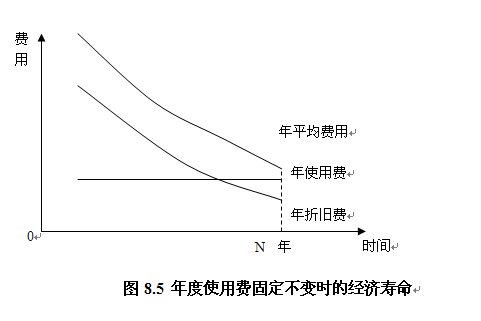 费
用
年平均费用
年使用费
年折旧费
0
N 年
时间
图 8.5 年度使用费固定不变时的经济寿命